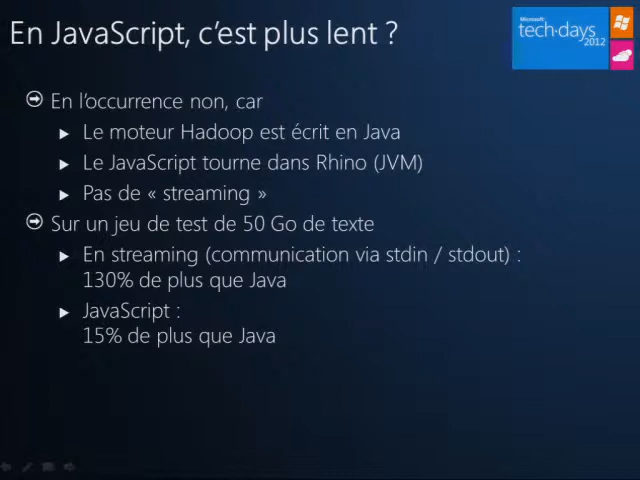 En JavaScript, c’est plus lent ?
Microsoft
tech·days
2012
En l’occurrence non, car
Le moteur Hadoop est écrit en Java
Le JavaScript tourne dans Rhino (JVM)
Pas de « streaming »
Sur un jeu de test de 50 Go de texte
En streaming (communication via stdin / stdout) :
130% de plus que Java
JavaScript :
15% de plus que Java